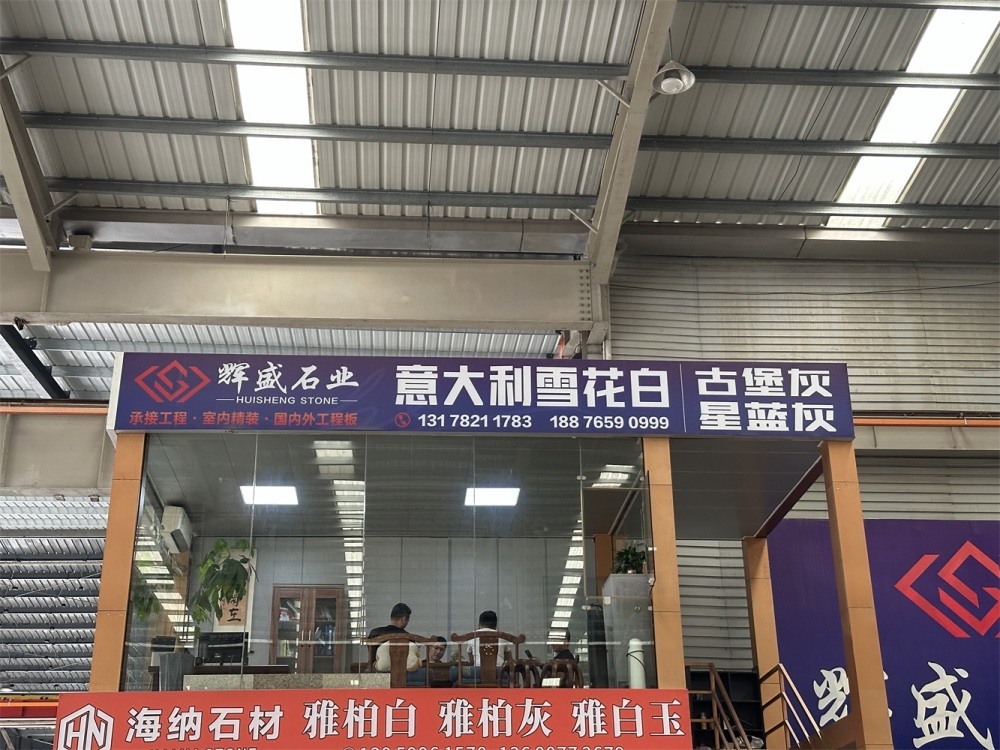 辉盛石业
HUISHENG STONE
承接工程·室内精装·国内外工程板
意大利雪花白
131 7821 1783 188 7659 0999
古堡灰
星蓝灰
海纳石材 雅柏白 雅柏灰 雅白玉
辉盛